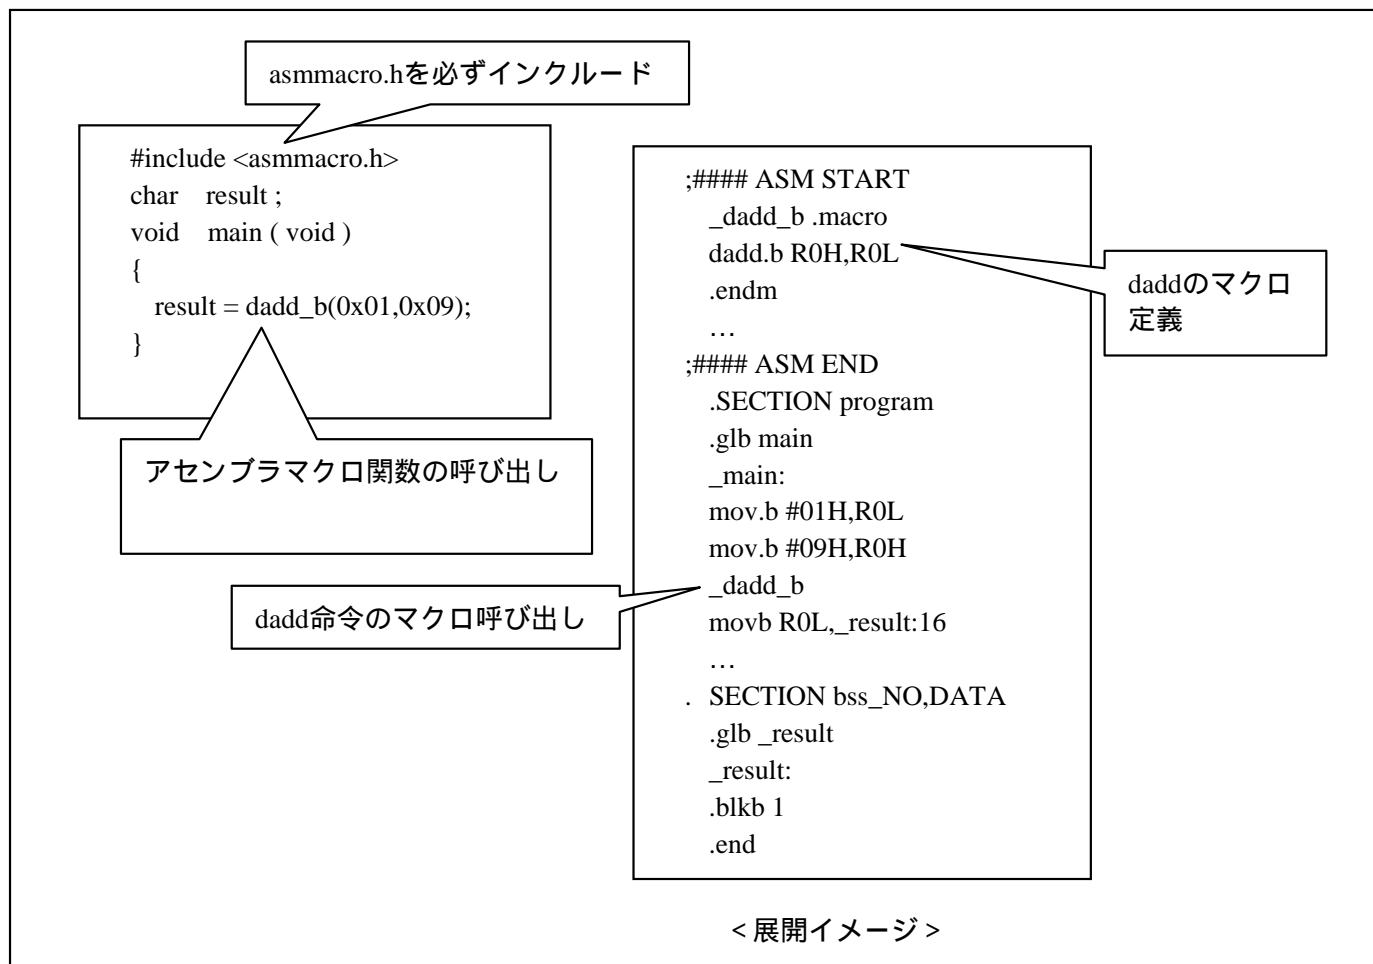 asmmacro.hを必ずインクルード
#include <asmmacro.h>
char result ;
void main ( void )
{
result = dadd_b(0x01,0x09);
}
アセンブラマクロ関数の呼び出し
;#### ASM START
_dadd_b .macro
dadd.b R0H,R0L
.endm
…
;#### ASM END
.SECTION program
.glb main
_main:
mov.b #01H,R0L
mov.b #09H,R0H
_dadd_b
movb R0L,_result:16
…
. SECTION bss_NO,DATA
.glb _result
_result:
.blkb 1
.end
daddのマクロ
定義
dadd命令のマクロ呼び出し
<展開イメージ>